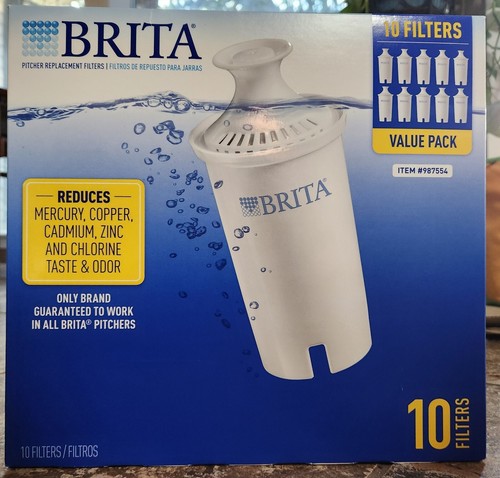 BRITA®
PITCHER REPLACEMENT FILTERS | FILTROS DE REPUESTO PARA JARRAS
10 FILTERS
VALUE PACK
ITEM #987554
BRITA®
REDUCES
MERCURY, COPPER,
CADMIUM, ZINC
AND CHLORINE
TASTE & ODOR
ONLY BRAND
GUARANTEED TO WORK
IN ALL BRITA® PITCHERS
10 FILTERS
10 FILTERS / FILTROS